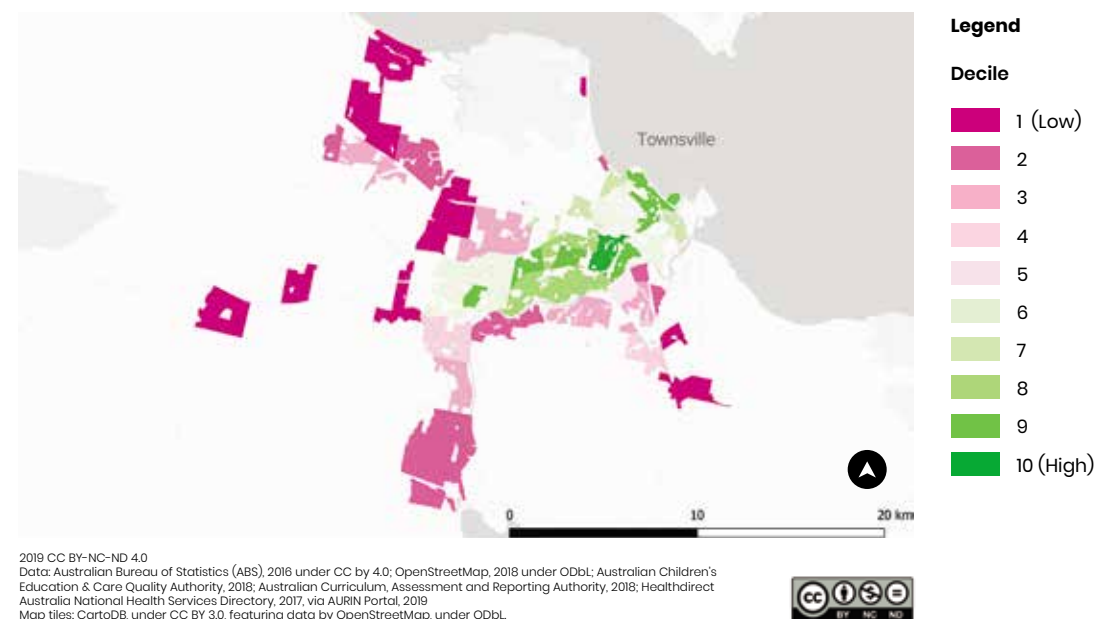 Legend
Decile
1 (Low)
2
3
4
5
6
7
8
9
10 (High)
Townsville
0 10 20 km
2019 CC BY-NC-ND 4.0
Data: Australian Bureau of Statistics (ABS), 2016 under CC by 4.0; OpenStreetMap, 2018 under ODbL; Australian Children's
Education & Care Quality Authority, 2018; Australian Curriculum, Assessment and Reporting Authority, 2018; Healthdirect
Australia National Health Services Directory, 2017, via AURIN Portal, 2019
Map tiles: CartoDB, under CC BY 3.0, featuring data by OpenStreetMap, under ODbL.
cc
BY NC ND